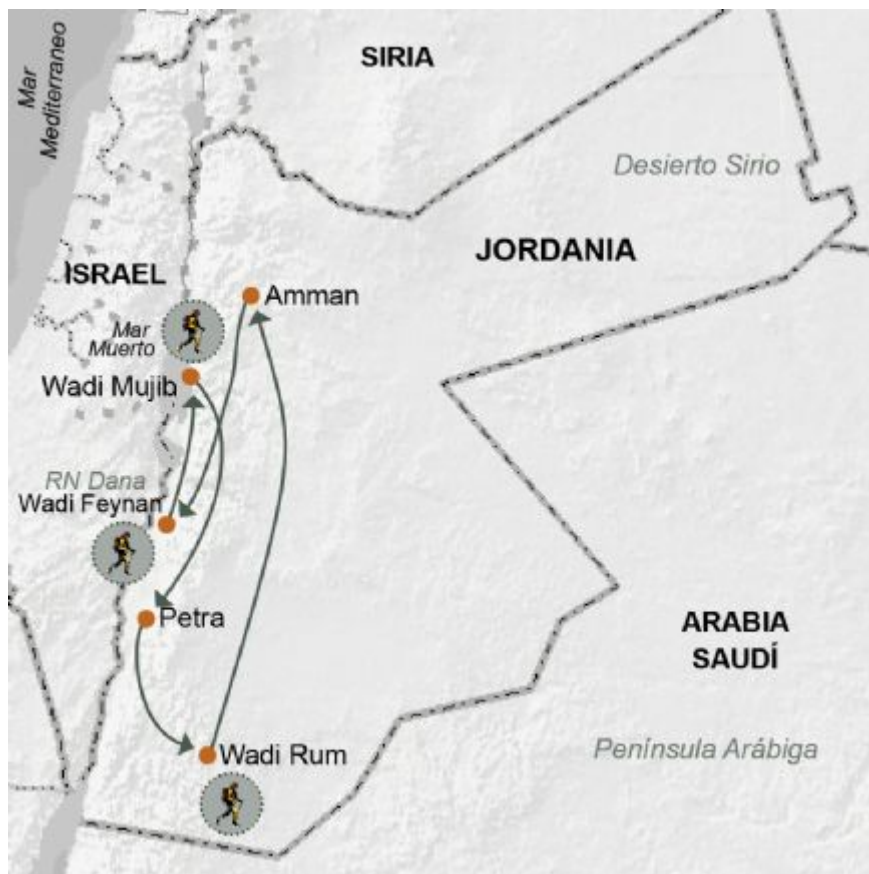 Mar
Mediterraneo
SIRIA
Desierto Sirio
JORDANIA
ISRAEL
Amman
Mar
Muerto
Wadi Mujib
RN Dana
Wadi Feynan
Petra
ARABIA
SAUDÍ
Wadi Rum
Península Arábiga